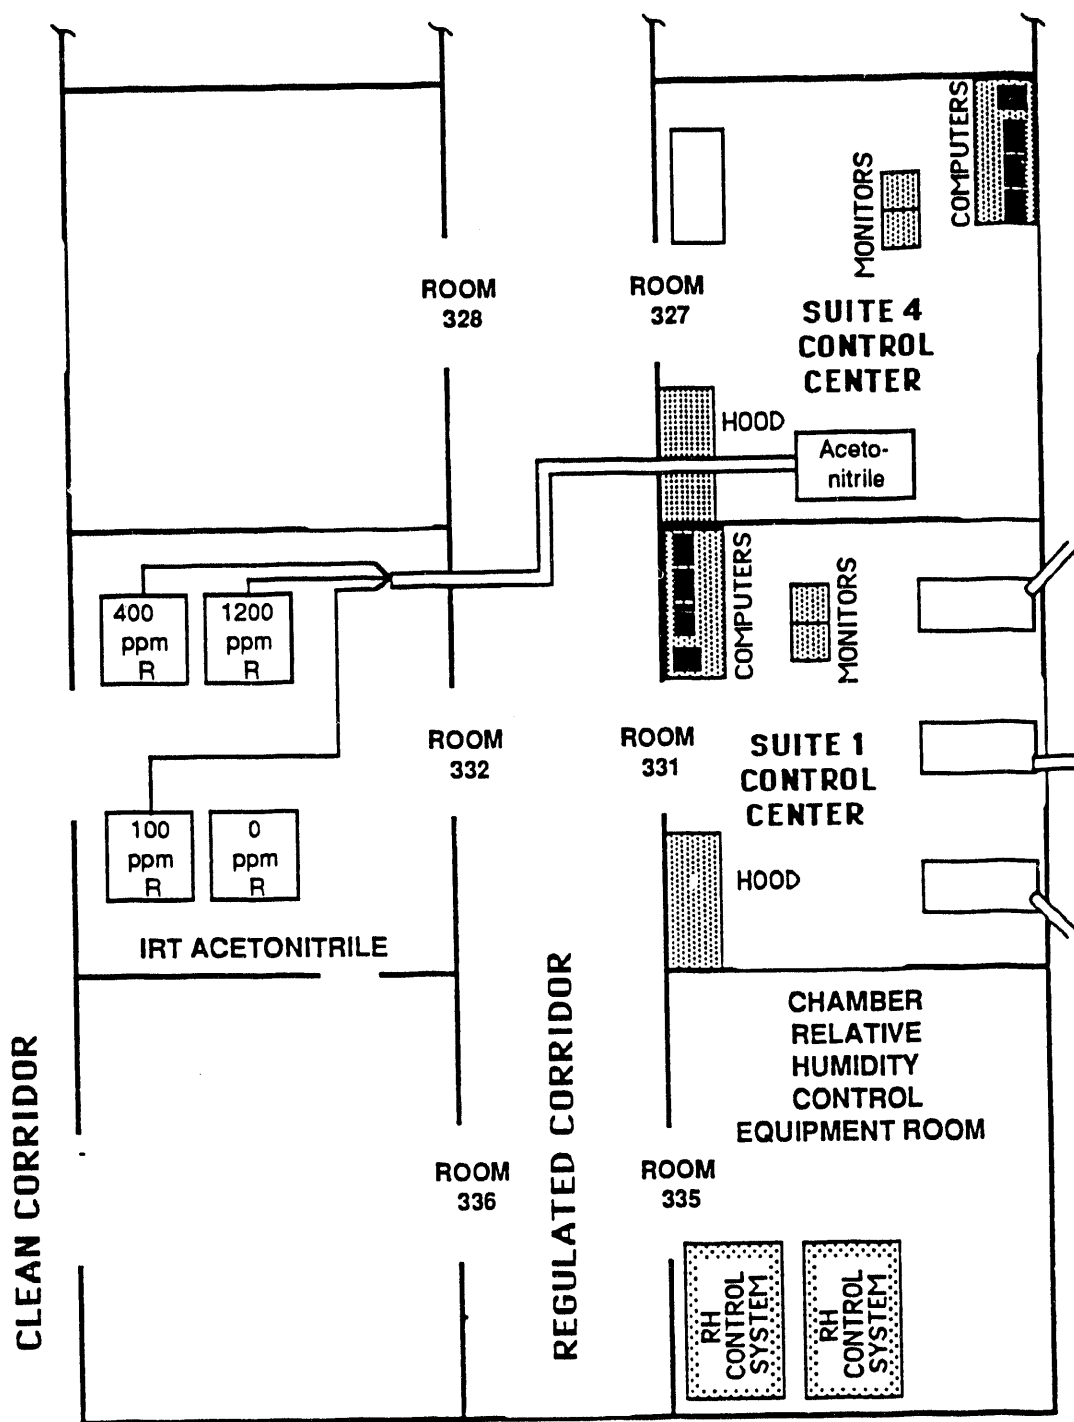 COMPUTERS
MONITORS
ROOM
328
ROOM
327
SUITE 4
CONTROL
CENTER
HOOD
Aceto-
nitrile
400
ppm
R
1200
ppm
R
COMPUTERS
MONITORS
ROOM
332
ROOM
331
SUITE 1
CONTROL
CENTER
100
ppm
R
0
ppm
R
HOOD
IRT ACETONITRILE
CLEAN CORRIDOR
REGULATED CORRIDOR
CHAMBER
RELATIVE
HUMIDITY
CONTROL
EQUIPMENT ROOM
ROOM
336
ROOM
335
RH
CONTROL
SYSTEM
RH
CONTROL
SYSTEM